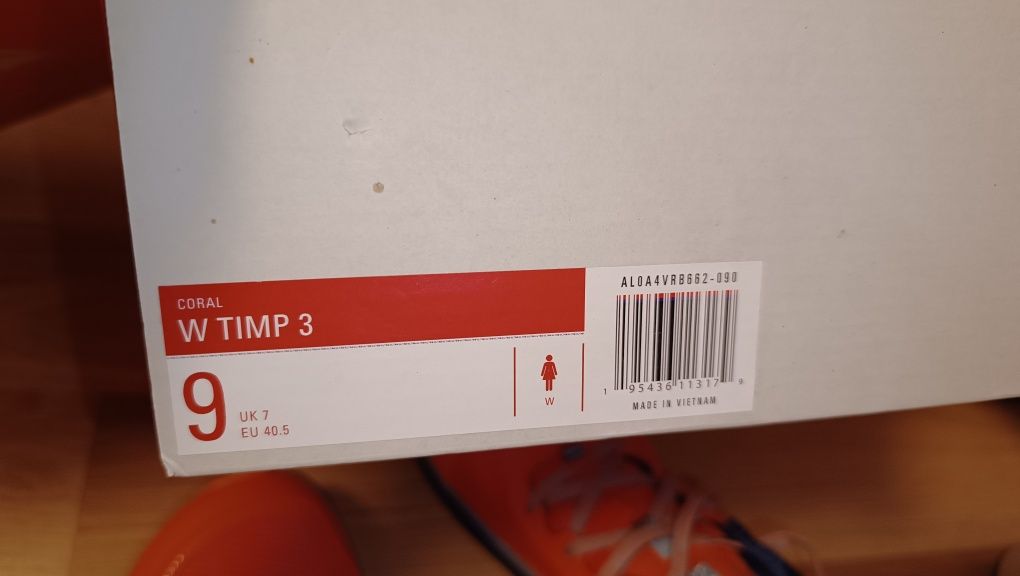 CORAL
W TIMP 3
9
UK 7
EU 40.5
W
AL0A4VRB662-090
1 95436 11317 9
MADE IN VIETNAM